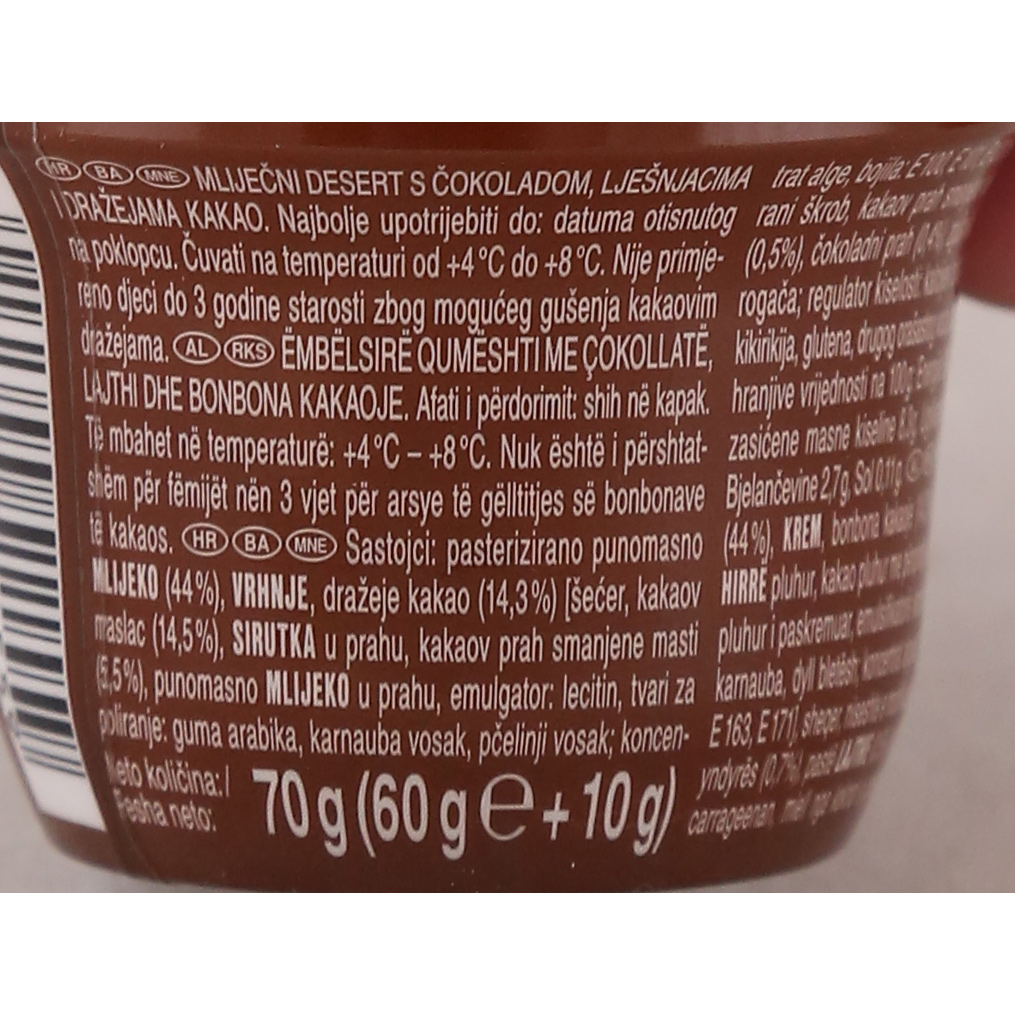 HR BA MNE MLIJEČNI DESERT S ČOKOLADOM, LJEŠNJACIMA
I DRAŽEJAMA KAKAO. Najbolje upotrijebiti do: datuma otisnutog
na poklopcu. Čuvati na temperaturi od +4°C do +8°C. Nije primje-
reno djeci do 3 godine starosti zbog mogućeg gušenja kakaovim
dražejama. AL RKS ËMBËLSIRË QUMËSHTI ME ÇOKOLLATË,
LAJTHI DHE BONBONA KAKAOJE. Afati i përdorimit: shih në kapak.
Të mbahet në temperaturë: +4°C – +8°C. Nuk është i përshtat-
shëm për fëmijët nën 3 vjet për arsye të gëlltitjes së bonbonave
të kakaos. HR BA MNE Sastojci: pasterizirano punomasno
MLIJEKO (44%), VRHNJE, dražeje kakao (14,3%) [šećer, kakaov
maslac (14,5%), SIRUTKA u prahu, kakaov prah smanjene masti
(5,5%), punomasno MLIJEKO u prahu, emulgator: lecitin, tvari za
poliranje: guma arabika, karnauba vosak, pčelinji vosak; koncen-
Neto količina: /
Pesha neto:
70 g (60 g e + 10 g)
trat alge, bojila: E 100, E
rani škrob, kakaov prah
(0,5%), čokoladni prah
rogača; regulator kiselosti:
kikirikija, glutena, drugog
hranjive vrijednosti na 100g:
zasićene masne kiseline
Bjelančevine 2,7g, Sol 0,11g
(44%), KREM, bonbona kakaoje
HIRRË pluhur, kakao pluhur me
pluhur i paskremuar,
karnauba, dyll bletësh,
E 163, E 171], sheqer,
yndyrës (0,7%), pastë LAJTHI
carrageenan,